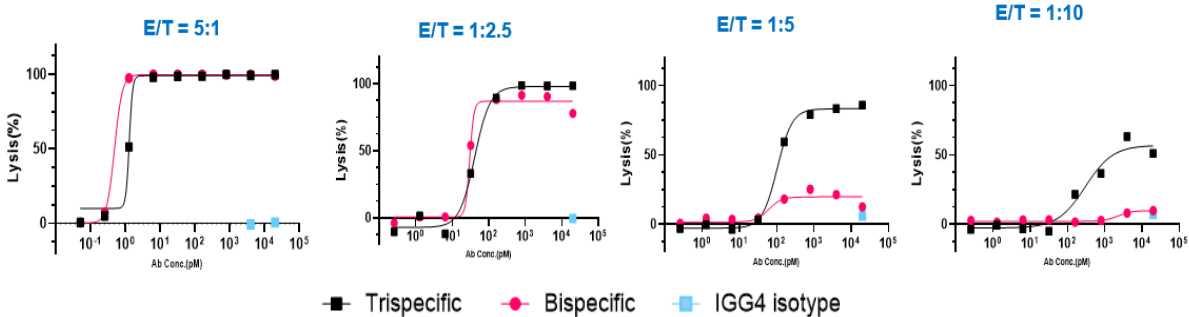 E/T = 5:1
E/T = 1:2.5
E/T = 1:5
E/T = 1:10
Lysis(%)
100
50
0
10-1 100 101 102 103 104 105
Ab Conc.(pM)
Lysis(%)
100
50
0
100 101 102 103 104 105
Ab Conc.(pM)
Lysis(% )
100
50
0
100 101 102 103 104 105
Ab Conc.(pM)
Lysis(% )
100
50
0
100 101 102 103 104 105
Ab Conc.(pM)
Trispecific Bispecific IGG4 isotype